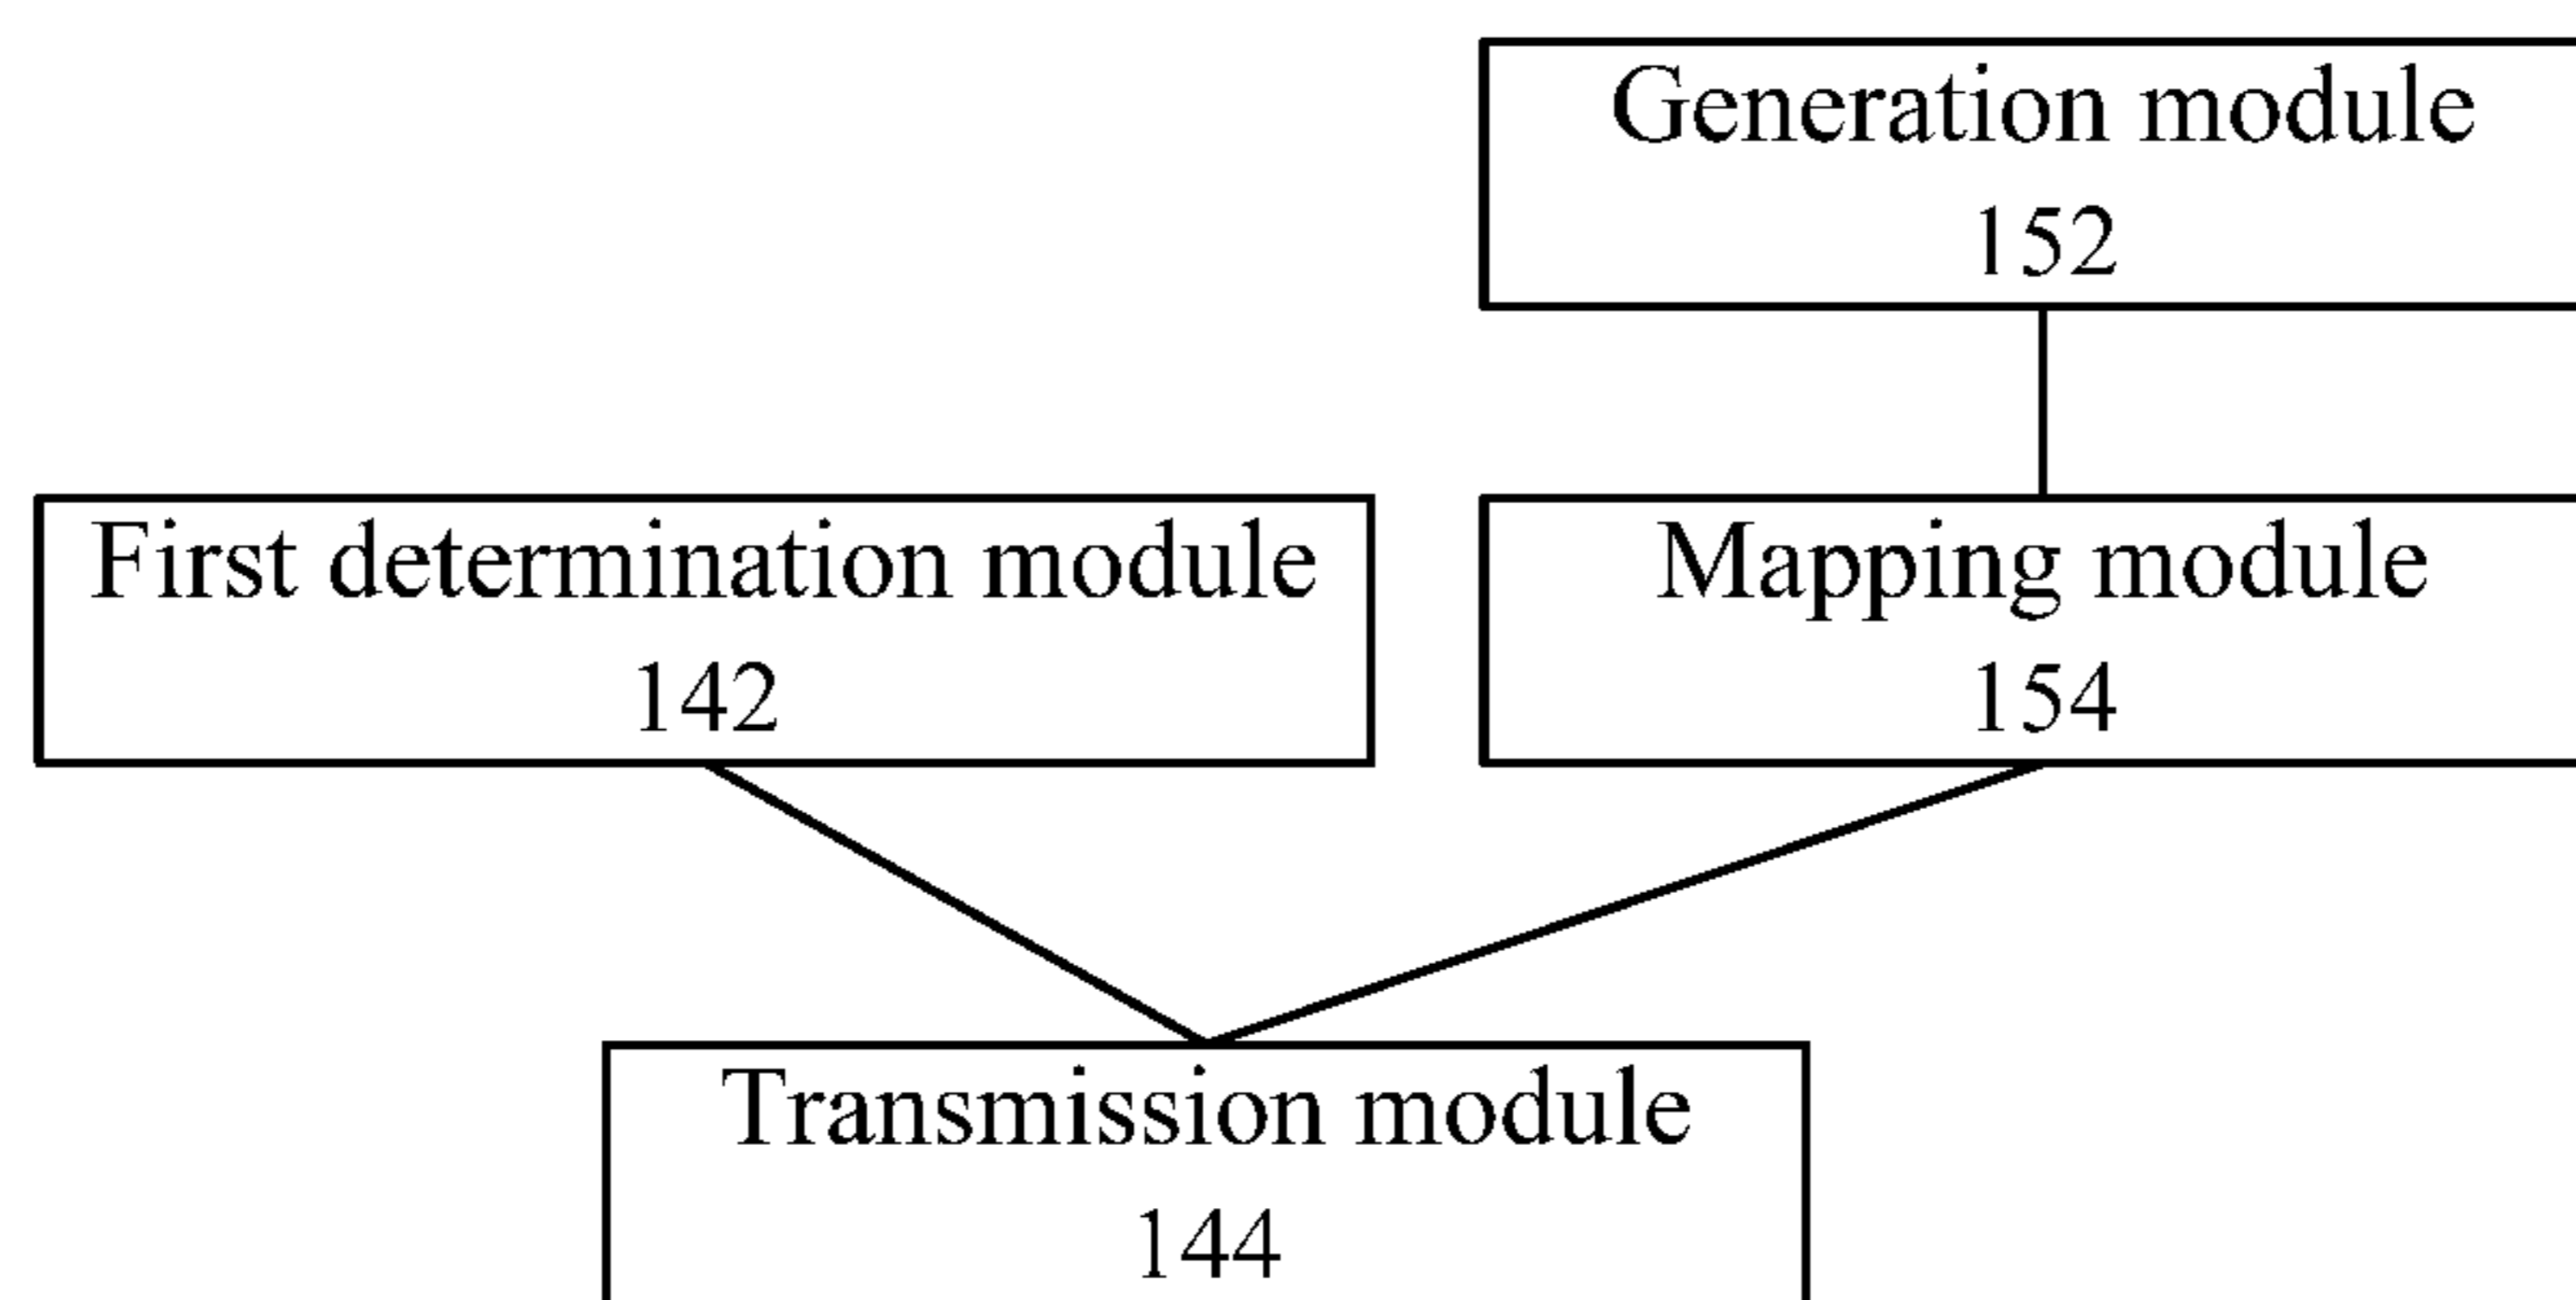 Generation module
152
First determination module
142
Mapping module
154
Transmission module
144